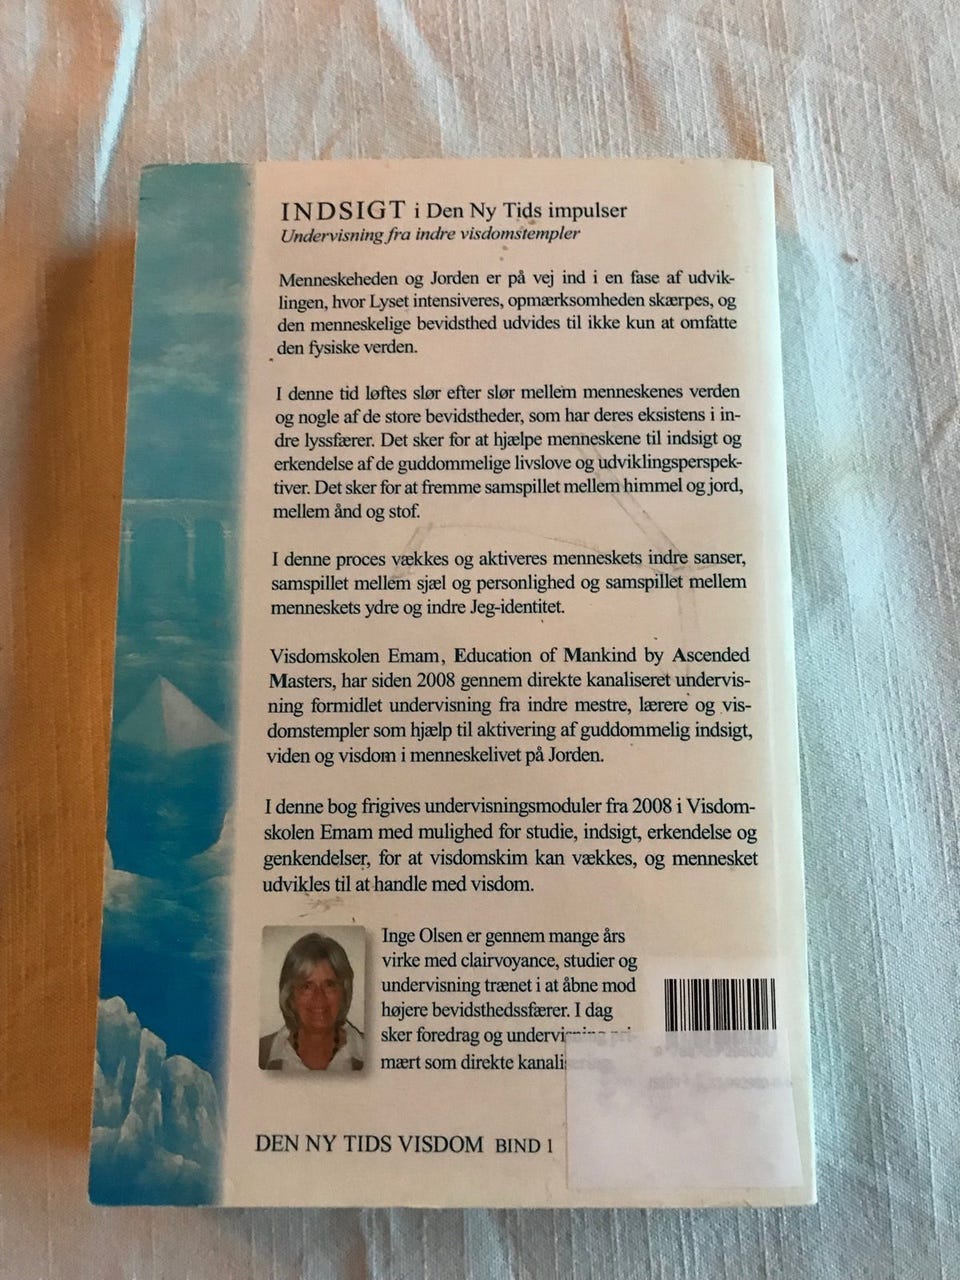 INDSIGT i Den Ny Tids impulser
Undervisning fra indre visdomstempler
Menneskeheden og Jorden er på vej ind i en fase af udvik-
lingen, hvor Lyset intensiveres, opmærksomheden skærpes, og
den menneskelige bevidsthed udvides til ikke kun at omfatte
den fysiske verden.
I denne tid løftes slør efter slør mellem menneskenes verden
og nogle af de store bevidstheder, som har deres eksistens i in-
dre lyssfærer. Det sker for at hjælpe menneskene til indsigt og
erkendelse af de guddommelige livslove og udviklingsperspek-
tiver. Det sker for at fremme samspillet mellem himmel og jord,
mellem ånd og stof.
I denne proces vækkes og aktiveres menneskets indre sanser,
samspillet mellem sjæl og personlighed og samspillet mellem
menneskets ydre og indre Jeg-identitet.
Visdomskolen Emam, Education of Mankind by Ascended
Masters, har siden 2008 gennem direkte kanaliseret undervis-
ning formidlet undervisning fra indre mestre, lærere og vis-
domstempler som hjælp til aktivering af guddommelig indsigt,
viden og visdom i menneskelivet på Jorden.
I denne bog frigives undervisningsmoduler fra 2008 i Visdom-
skolen Emam med mulighed for studie, indsigt, erkendelse og
genkendelser, for at visdomskim kan vækkes, og mennesket
udvikles til at handle med visdom.
Inge Olsen er gennem mange års
virke med clairvoyance, studier og
undervisning trænet i at åbne mod
højere bevidsthedssfærer. I dag
sker foredrag og undervisning pri-
mært som direkte
DEN NY TIDS VISDOM BIND 1